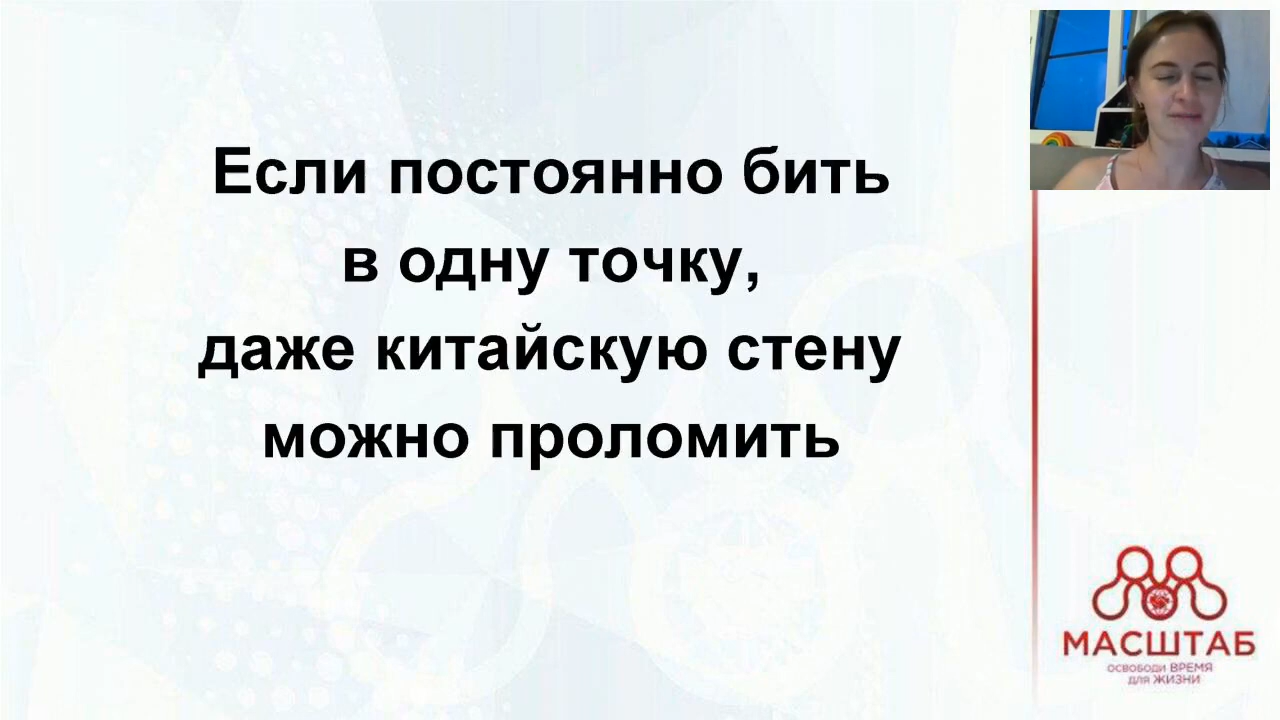 Если постоянно бить
в одну точку,
даже китайскую стену
можно проломить
МАСШТАБ
ОСВОБОДИ ВРЕМЯ
ДЛЯ ЖИЗНИ